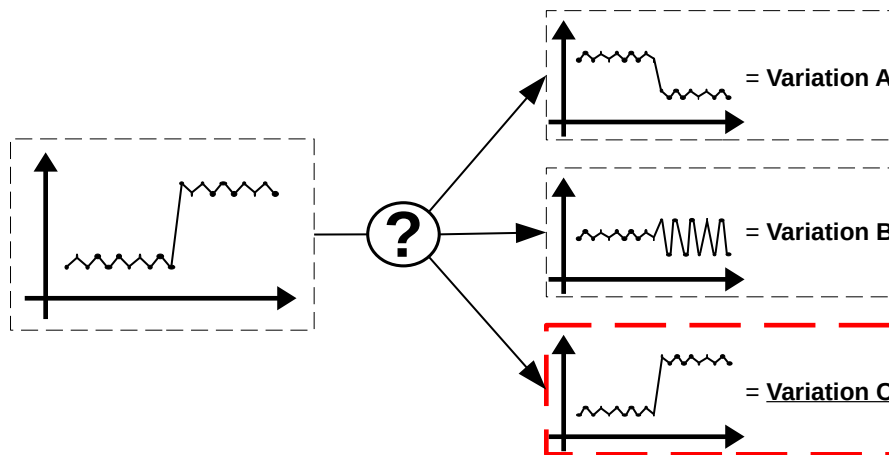 = Variation A
?
= Variation B
= Variation C